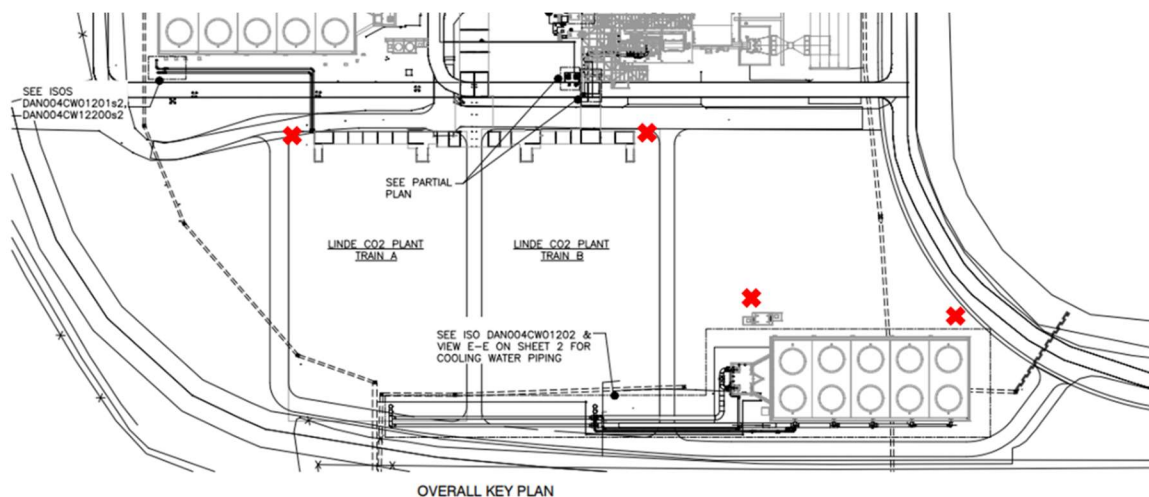 SEE ISOS
DAN004CW01201s2,
DAN004CW12200s2
SEE PARTIAL
PLAN
LINDE CO2 PLANT
TRAIN A
LINDE CO2 PLANT
TRAIN B
SEE ISO DAN004CW01202 &
VIEW E-E ON SHEET 2 FOR
COOLING WATER PIPING
OVERALL KEY PLAN